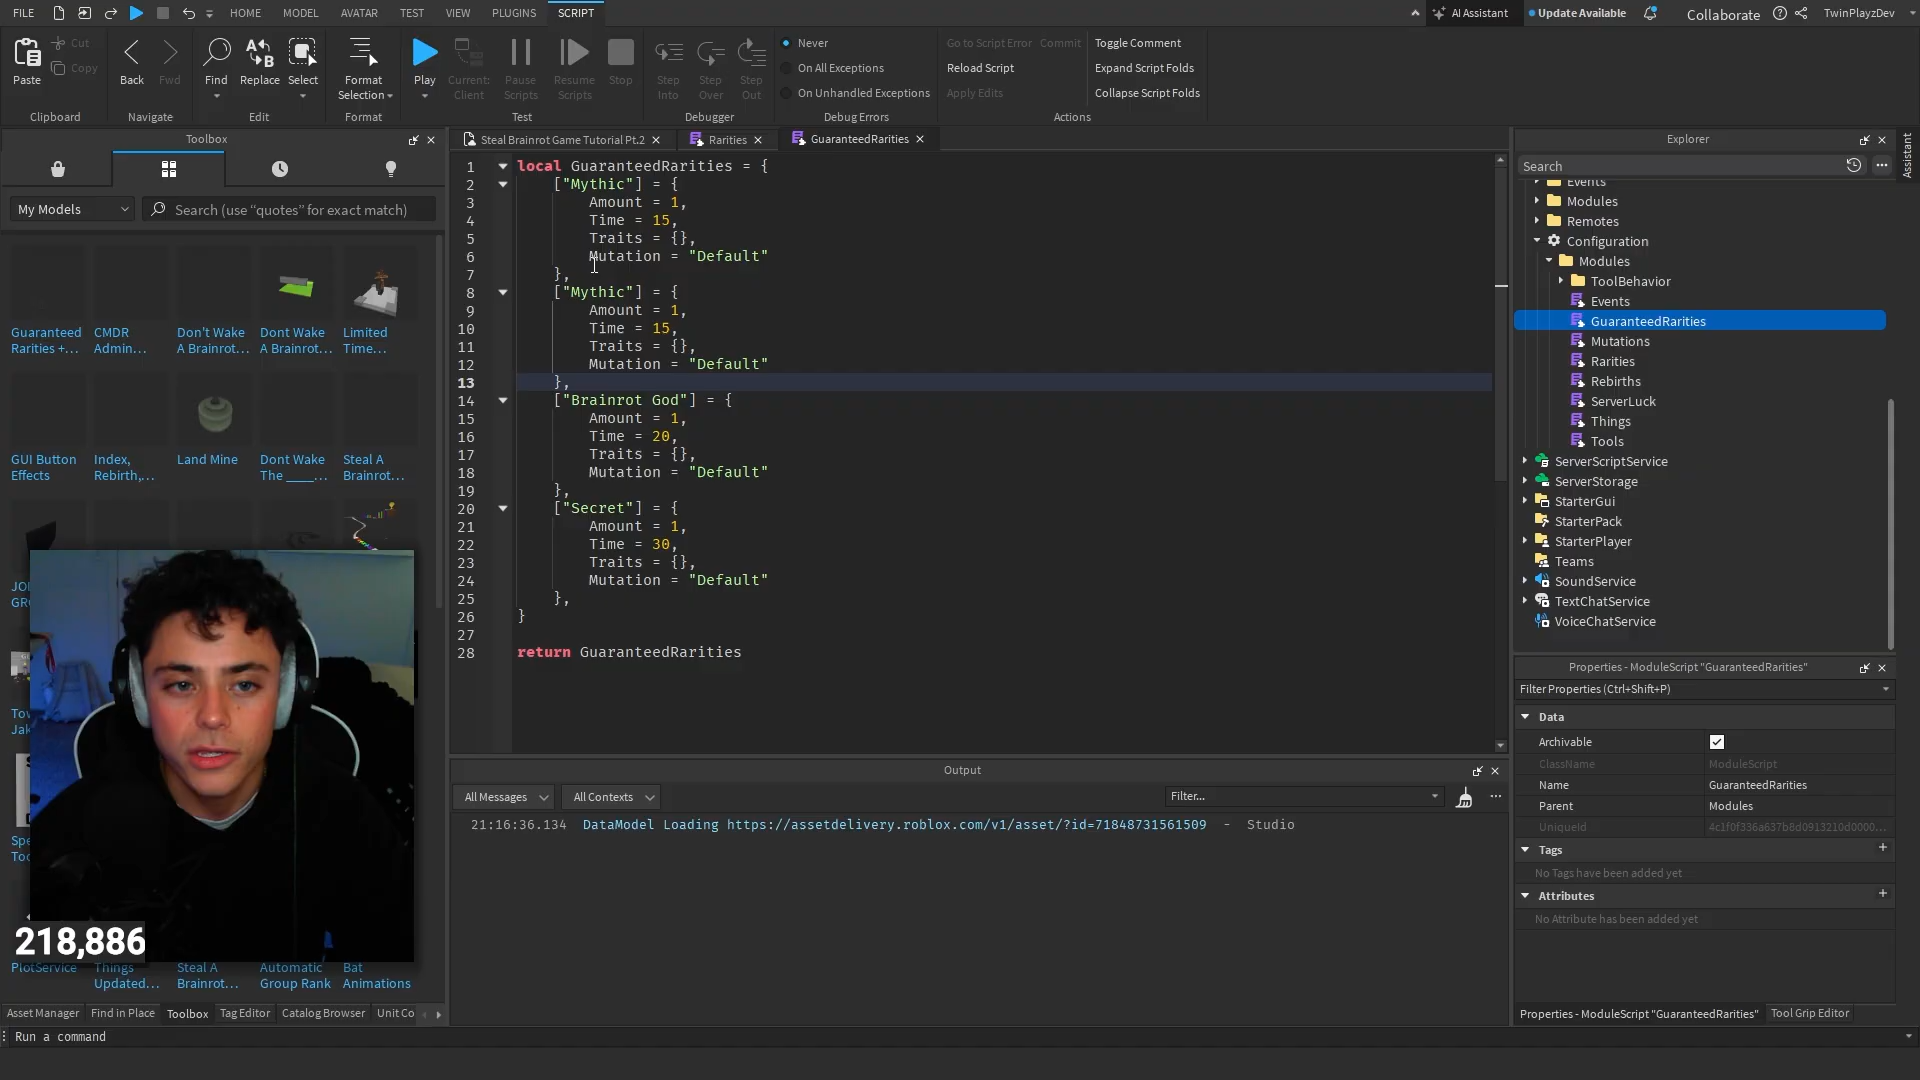 FILE HOME MODEL AVATAR TEST VIEW PLUGINS SCRIPT AI Assistant Update Available Collaborate TwinPlayzDev
Paste Cut Copy Clipboard
Back Fwd Navigate
Find Replace Select Edit
Format Selection Format
Play Current: Client Pause Scripts Resume Scripts Stop Test
Step Into Step Over Step Out Debugger
Never
On All Exceptions
On Unhandled Exceptions
Debug Errors
Go to Script Error Commit Toggle Comment
Reload Script Expand Script Folds
Apply Edits Collapse Script Folds
Actions
Toolbox
My Models Search (use “quotes” for exact match)
Guaranteed Rarities +... CMDR Admin... Don't Wake A Brainrot... Dont Wake A Brainrot... Limited Time...
GUI Button Effects Index, Rebirth,... Land Mine Dont Wake The ____... Steal A Brainrot...
218,886
PlotService Things Updated... Steal A Brainrot... Automatic Group Rank Bat Animations
Asset Manager Find in Place Toolbox Tag Editor Catalog Browser Unit Co
Run a command
Steal Brainrot Game Tutorial Pt.2 Rarities GuaranteedRarities
1 local GuaranteedRarities = {
2 ["Mythic"] = {
3 Amount = 1,
4 Time = 15,
5 Traits = {},
6 Mutation = "Default"
7 },
8 ["Mythic"] = {
9 Amount = 1,
10 Time = 15,
11 Traits = {},
12 Mutation = "Default"
13 },
14 ["Brainrot God"] = {
15 Amount = 1,
16 Time = 20,
17 Traits = {},
18 Mutation = "Default"
19 },
20 ["Secret"] = {
21 Amount = 1,
22 Time = 30,
23 Traits = {},
24 Mutation = "Default"
25 },
26 }
27
28 return GuaranteedRarities
Output
All Messages All Contexts Filter...
21:16:36.134 DataModel Loading https://assetdelivery.roblox.com/v1/asset/?id=71848731561509 - Studio
Explorer
Search
Events
Modules
Remotes
Configuration
Modules
ToolBehavior
Events
GuaranteedRarities
Mutations
Rarities
Rebirths
ServerLuck
Things
Tools
ServerScriptService
ServerStorage
StarterGui
StarterPack
StarterPlayer
Teams
SoundService
TextChatService
VoiceChatService
Assistant
Properties - ModuleScript "GuaranteedRarities"
Filter Properties (Ctrl+Shift+P)
Data
Archivable
ClassName ModuleScript
Name GuaranteedRarities
Parent Modules
UniqueId
Tags
No Tags have been added yet
Attributes
No Attribute has been added yet
Properties - ModuleScript "GuaranteedRarities" Tool Grip Editor